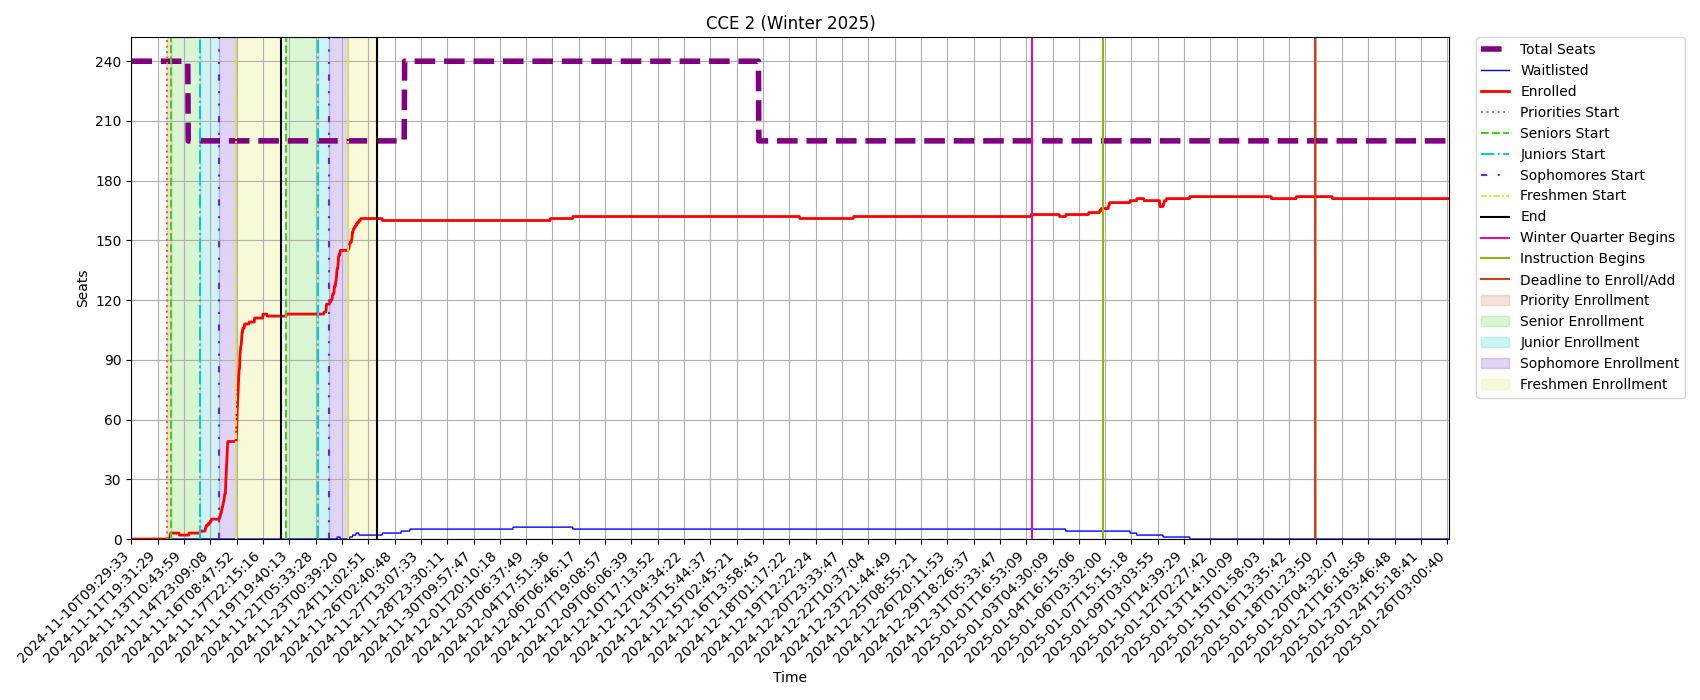 CCE 2 (Winter 2025)
Seats
240
210
180
150
120
90
60
30
0
2024-11-10T09:29:33
2024-11-11T19:31:29
2024-11-13T10:43:59
2024-11-14T23:09:08
2024-11-16T08:47:52
2024-11-17T22:15:16
2024-11-19T19:40:13
2024-11-21T05:33:28
2024-11-23T00:39:20
2024-11-24T11:02:51
2024-11-26T02:40:48
2024-11-27T13:07:33
2024-11-28T23:30:11
2024-11-30T09:57:47
2024-12-01T20:10:18
2024-12-03T06:37:49
2024-12-04T17:51:36
2024-12-06T06:46:17
2024-12-07T19:08:57
2024-12-09T06:06:39
2024-12-10T17:13:52
2024-12-12T04:34:22
2024-12-13T15:44:37
2024-12-15T02:45:21
2024-12-16T13:58:45
2024-12-18T01:17:22
2024-12-19T12:22:24
2024-12-20T23:33:47
2024-12-22T10:37:04
2024-12-23T21:44:49
2024-12-25T08:55:21
2024-12-26T20:11:53
2024-12-29T18:26:37
2024-12-31T05:33:47
2025-01-01T16:53:09
2025-01-03T04:30:09
2025-01-04T16:15:06
2025-01-06T03:32:00
2025-01-07T15:15:18
2025-01-09T03:03:55
2025-01-10T14:39:29
2025-01-12T02:27:42
2025-01-13T14:10:09
2025-01-15T01:58:03
2025-01-16T13:35:42
2025-01-18T01:23:50
2025-01-20T04:32:07
2025-01-21T16:18:58
2025-01-23T03:46:48
2025-01-24T15:18:41
2025-01-26T03:00:40
Time
Total Seats
Waitlisted
Enrolled
Priorities Start
Seniors Start
Juniors Start
Sophomores Start
Freshmen Start
End
Winter Quarter Begins
Instruction Begins
Deadline to Enroll/Add
Priority Enrollment
Senior Enrollment
Junior Enrollment
Sophomore Enrollment
Freshmen Enrollment